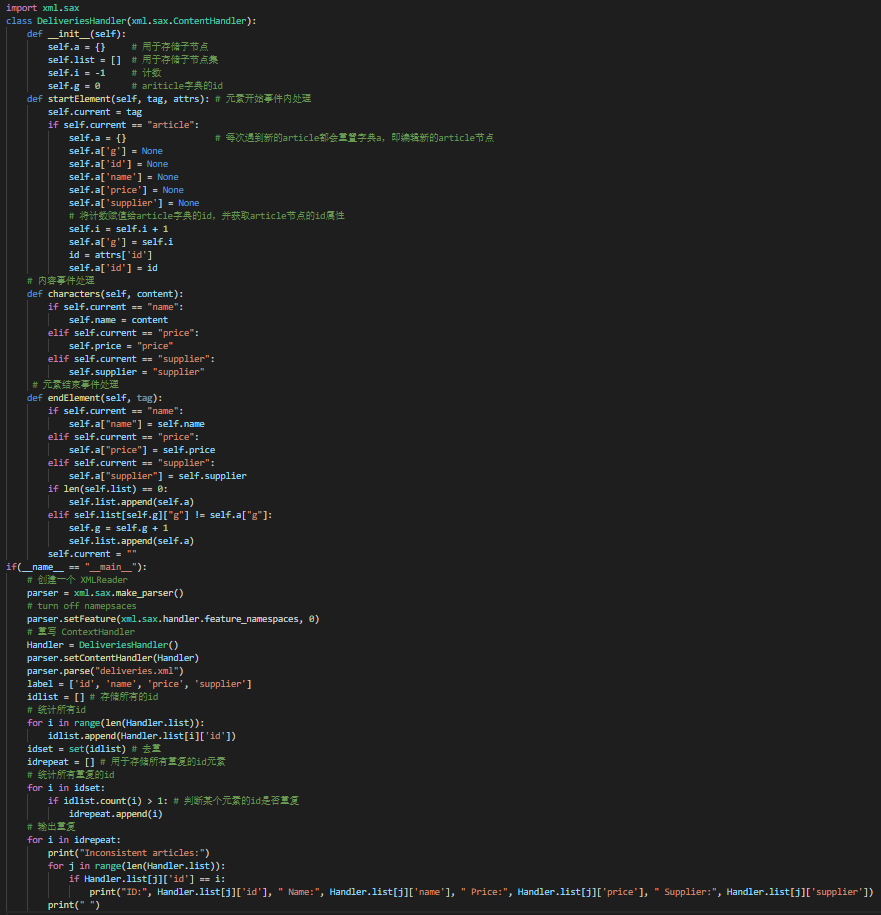 import xml.sax
class DeliveriesHandler(xml.sax.ContentHandler):
    def __init__(self):
        self.a = {}     # 用于存储子节点
        self.list = []  # 用于存储子节点集
        self.i = -1     # 计数
        self.g = 0      # ariticle字典的id
    def startElement(self, tag, attrs): # 元素开始事件内处理
        self.current = tag
        if self.current == "article":
            self.a = {}                 # 每次遇到新的article都会重置字典a，即编辑新的article节点
            self.a['g'] = None
            self.a['id'] = None
            self.a['name'] = None
            self.a['price'] = None
            self.a['supplier'] = None
            # 将计数赋值给article字典的id，并获取article节点的id属性
            self.i = self.i + 1
            self.a['g'] = self.i
            id = attrs['id']
            self.a['id'] = id
    # 内容事件处理
    def characters(self, content):
        if self.current == "name":
            self.name = content
        elif self.current == "price":
            self.price = "price"
        elif self.current == "supplier":
            self.supplier = "supplier"
     # 元素结束事件处理
    def endElement(self, tag):
        if self.current == "name":
            self.a["name"] = self.name
        elif self.current == "price":
            self.a["price"] = self.price
        elif self.current == "supplier":
            self.a["supplier"] = self.supplier
        if len(self.list) == 0:
            self.list.append(self.a)
        elif self.list[self.g]["g"] != self.a["g"]:
            self.g = self.g + 1
            self.list.append(self.a)
        self.current = ""
if(__name__ == "__main__"):
    # 创建一个 XMLReader
    parser = xml.sax.make_parser()
    # turn off namepsaces
    parser.setFeature(xml.sax.handler.feature_namespaces, 0)
    # 重写 ContextHandler
    Handler = DeliveriesHandler()
    parser.setContentHandler(Handler)
    parser.parse("deliveries.xml")
    label = ['id', 'name', 'price', 'supplier']
    idlist = [] # 存储所有的id
    # 统计所有id
    for i in range(len(Handler.list)):
        idlist.append(Handler.list[i]['id'])
    idset = set(idlist) # 去重
    idrepeat = [] # 用于存储所有重复的id元素
    # 统计所有重复的id
    for i in idset:
        if idlist.count(i) > 1: # 判断某个元素的id是否重复
            idrepeat.append(i)
    # 输出重复
    for i in idrepeat:
        print("Inconsistent articles:")
        for j in range(len(Handler.list)):
            if Handler.list[j]['id'] == i:
                print("ID:", Handler.list[j]['id'], " Name:", Handler.list[j]['name'], " Price:", Handler.list[j]['price'], " Supplier:", Handler.list[j]['supplier'])
        print(" ")